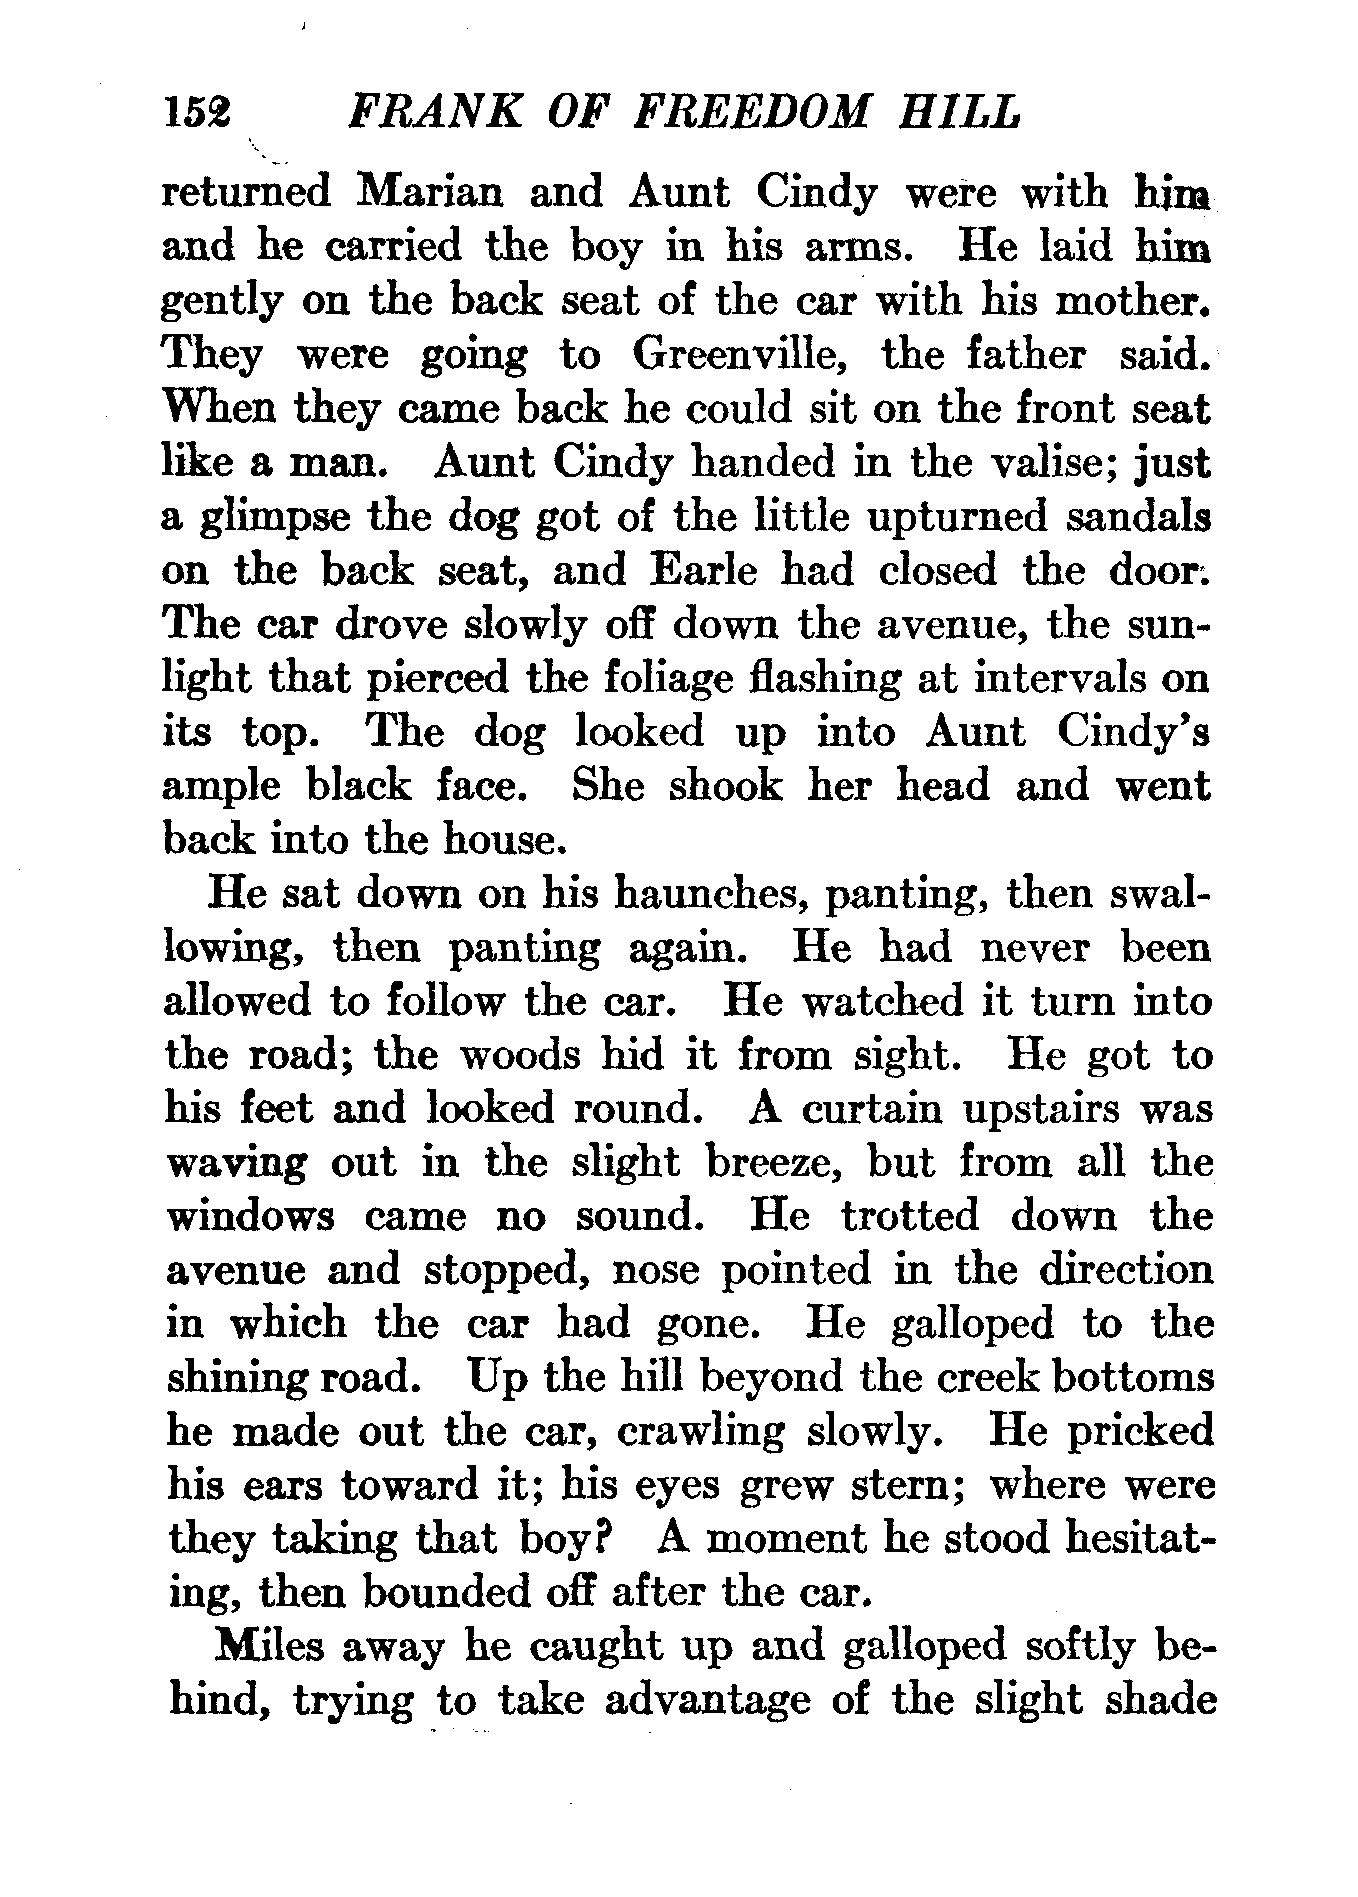 152 FRANK OF FREEDOM HILL
returned Marian and Aunt Cindy were with him
and he carried the boy in his arms. He laid him
gently on the back seat of the car with his mother.
They were going to Greenville, the father said.
When they came back he could sit on the front seat
like a man. Aunt Cindy handed in the valise; just
a glimpse the dog got of the little upturned sandals
on the back seat, and Earle had closed the door.
The car drove slowly off down the avenue, the sun-
light that pierced the foliage flashing at intervals on
its top. The dog looked up into Aunt Cindy's
ample black face. She shook her head and went
back into the house.
He sat down on his haunches, panting, then swal-
lowing, then panting again. He had never been
allowed to follow the car. He watched it turn into
the road; the woods hid it from sight. He got to
his feet and looked round. A curtain upstairs was
waving out in the slight breeze, but from all the
windows came no sound. He trotted down the
avenue and stopped, nose pointed in the direction
in which the car had gone. He galloped to the
shining road. Up the hill beyond the creek bottoms
he made out the car, crawling slowly. He pricked
his ears toward it; his eyes grew stern; where were
they taking that boy? A moment he stood hesitat-
ing, then bounded off after the car.
Miles away he caught up and galloped softly be-
hind, trying to take advantage of the slight shade